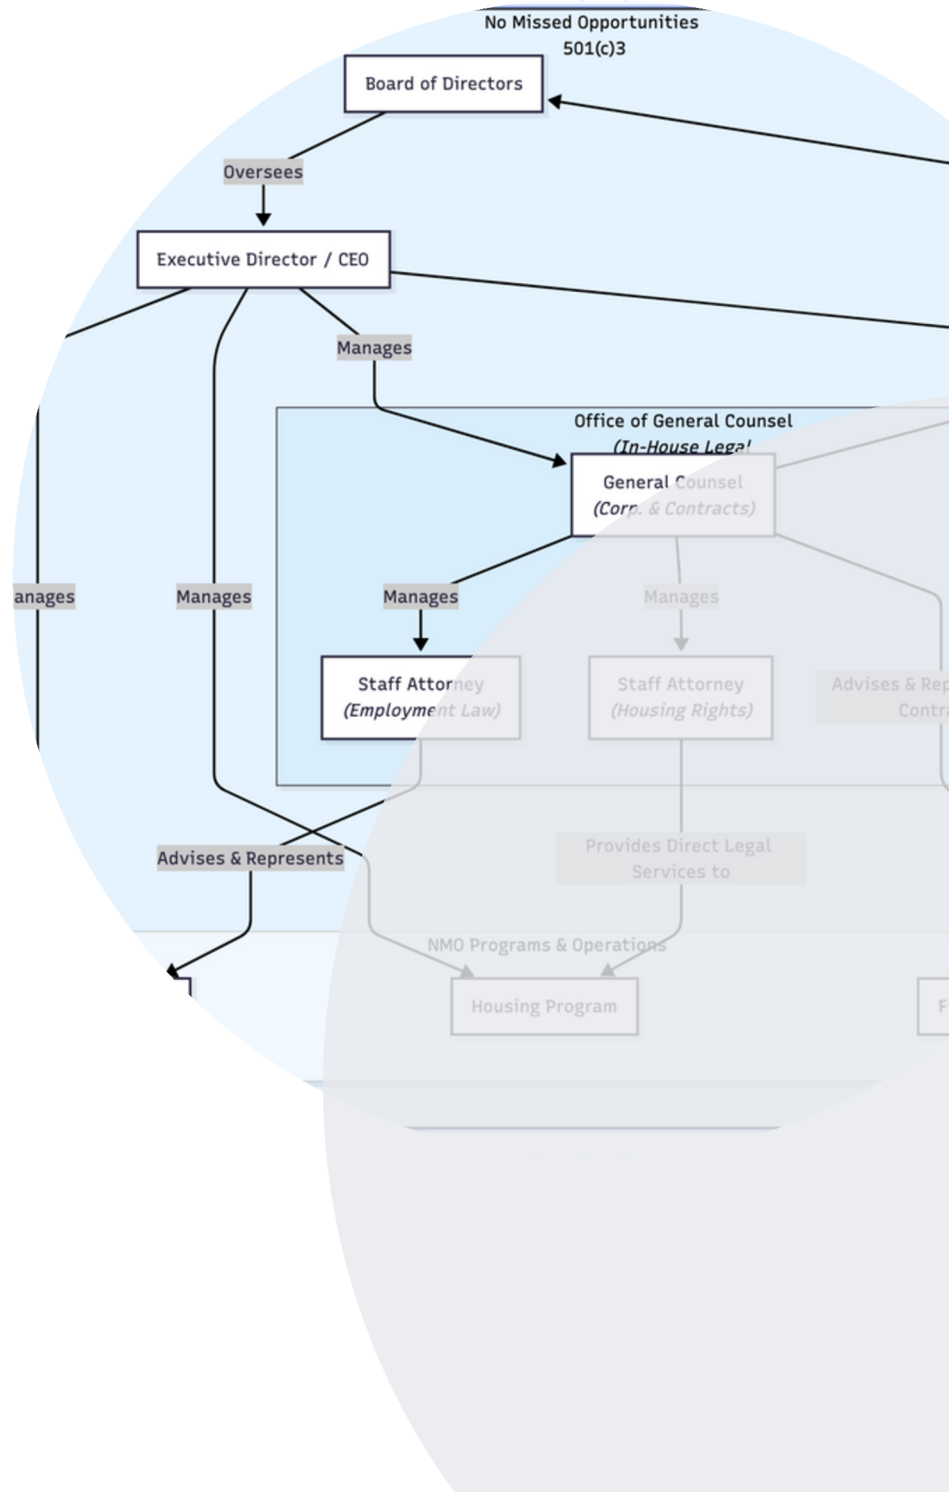 No Missed Opportunities
501(c)3
Board of Directors
Oversees
Executive Director / CEO
Manages
Office of General Counsel
(In-House Legal
General Counsel
(Corp. & Contracts)
anages
Manages
Manages
Manages
Staff Attorney
(Employment Law)
Staff Attorney
(Housing Rights)
Advises & Rep
Contra
Provides Direct Legal
Services to
Advises & Represents
NMO Programs & Operations
Housing Program
F